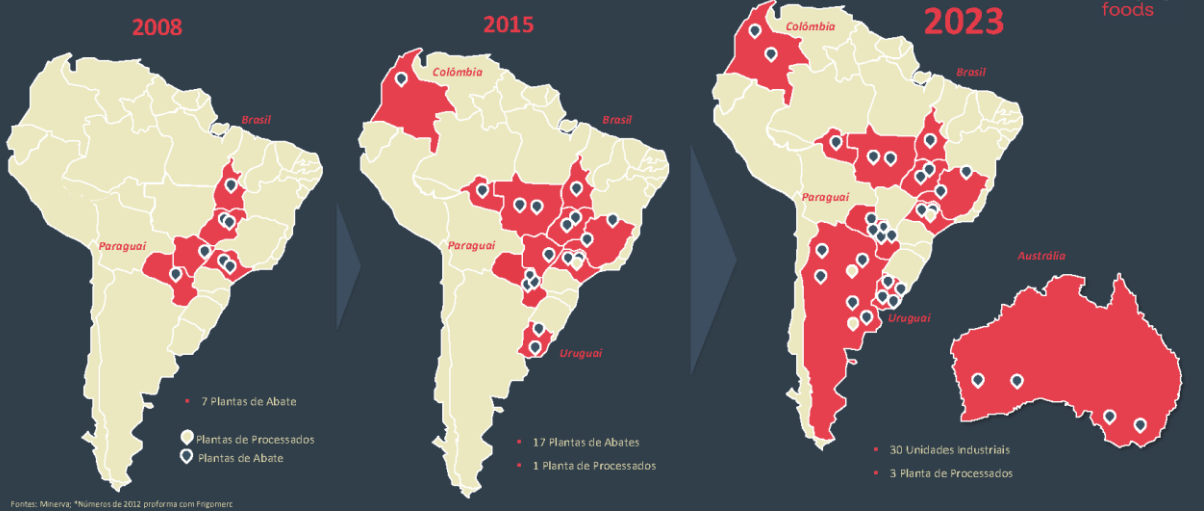 foods
2008
2015
2023
Brasil
Paraguai
7 Plantas de Abate
Plantas de Processados
Plantas de Abate
Colômbia
Brasil
Paraguai
Uruguai
17 Plantas de Abates
1 Planta de Processados
Colômbia
Brasil
Paraguai
Uruguai
Austrália
30 Unidades Industriais
3 Planta de Processados
Fontes: Minerva; *Números de 2012 proforma com Frigomerc